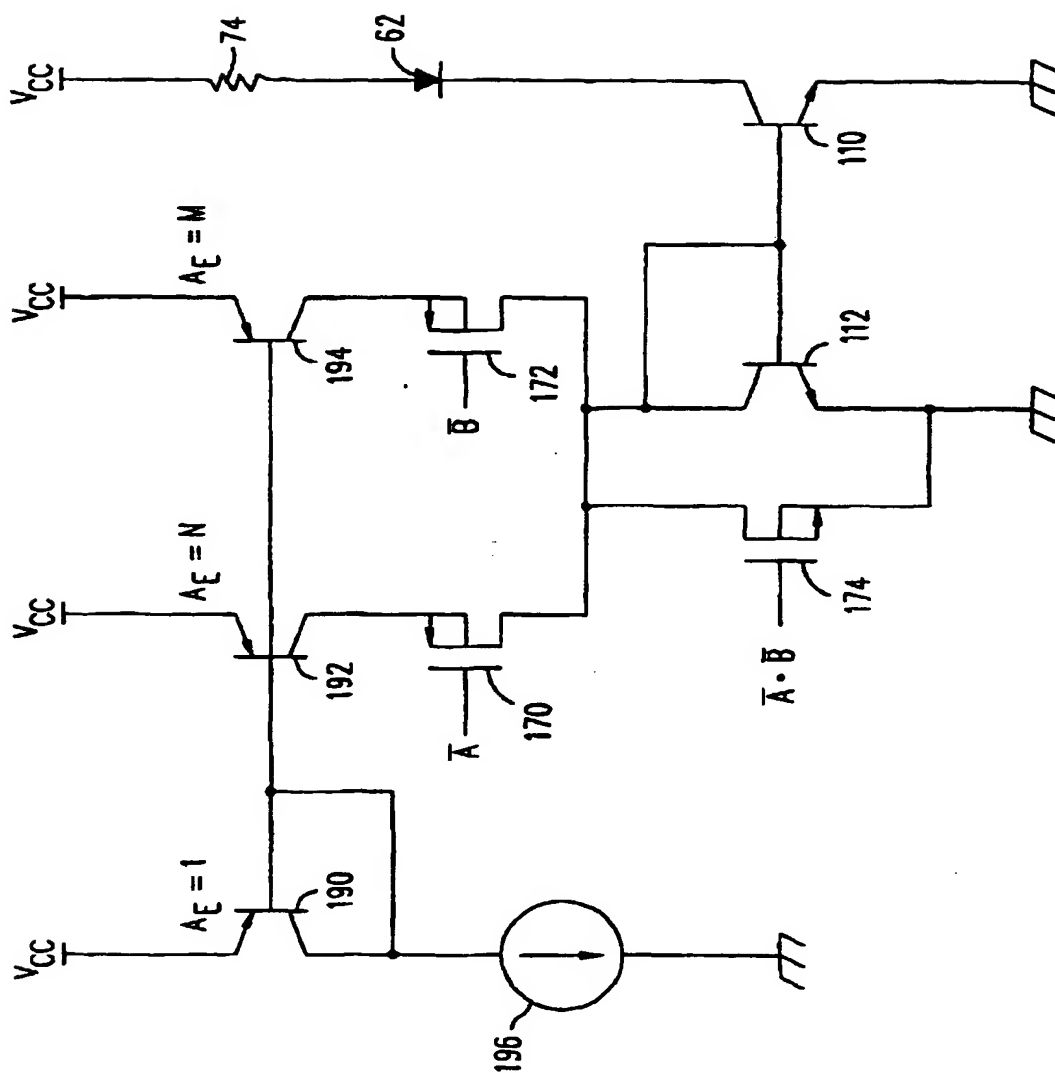 VCC
VCC
VCC
VCC
AE = 1
AE = N
AE = M
74
62
190
192
194
A̅
170
B̅
172
196
A̅·B̅
174
112
110